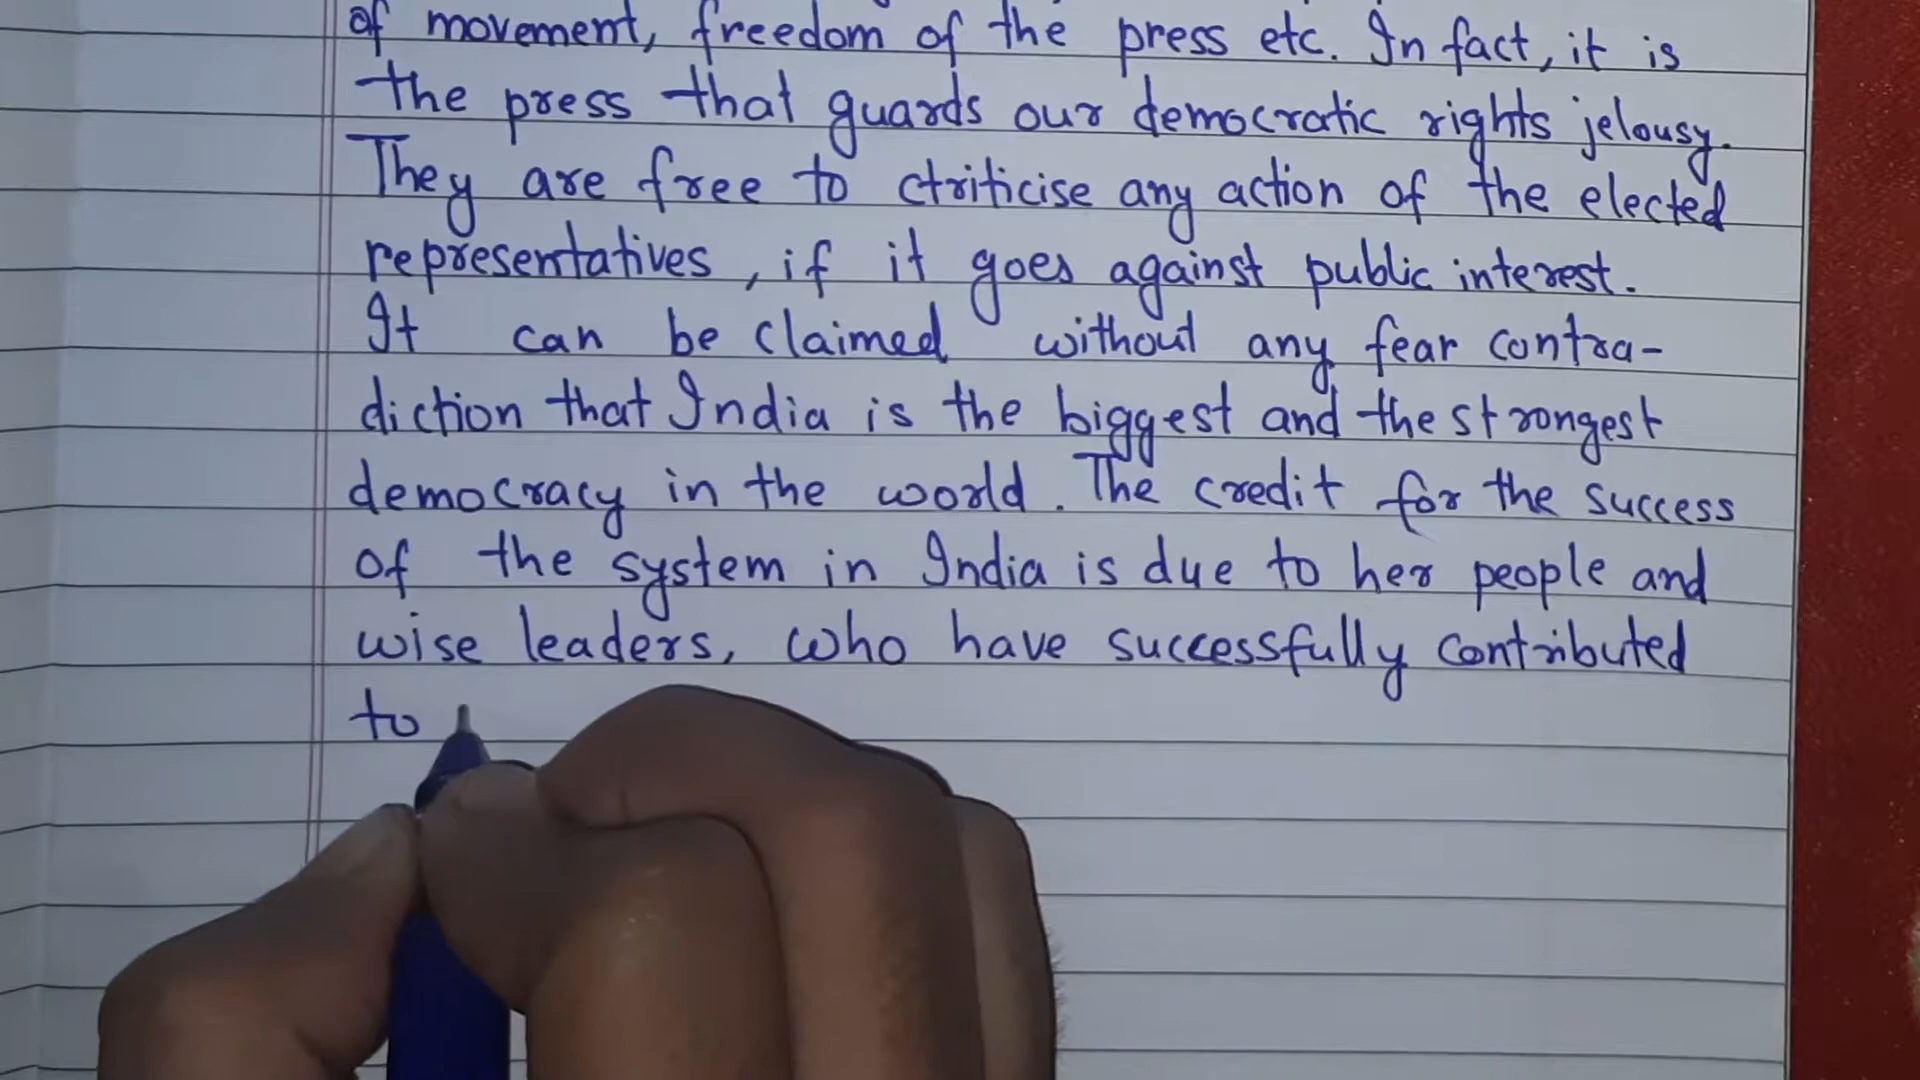 of movement, freedom of the press etc. In fact, it is
the press that guards our democratic rights jelousy.
They are free to ctriticise any action of the elected
representatives, if it goes against public interest.
It can be claimed without any fear contra-
diction that India is the biggest and the strongest
democracy in the world. The credit for the success
of the system in India is due to her people and
wise leaders, who have successfully contributed
to